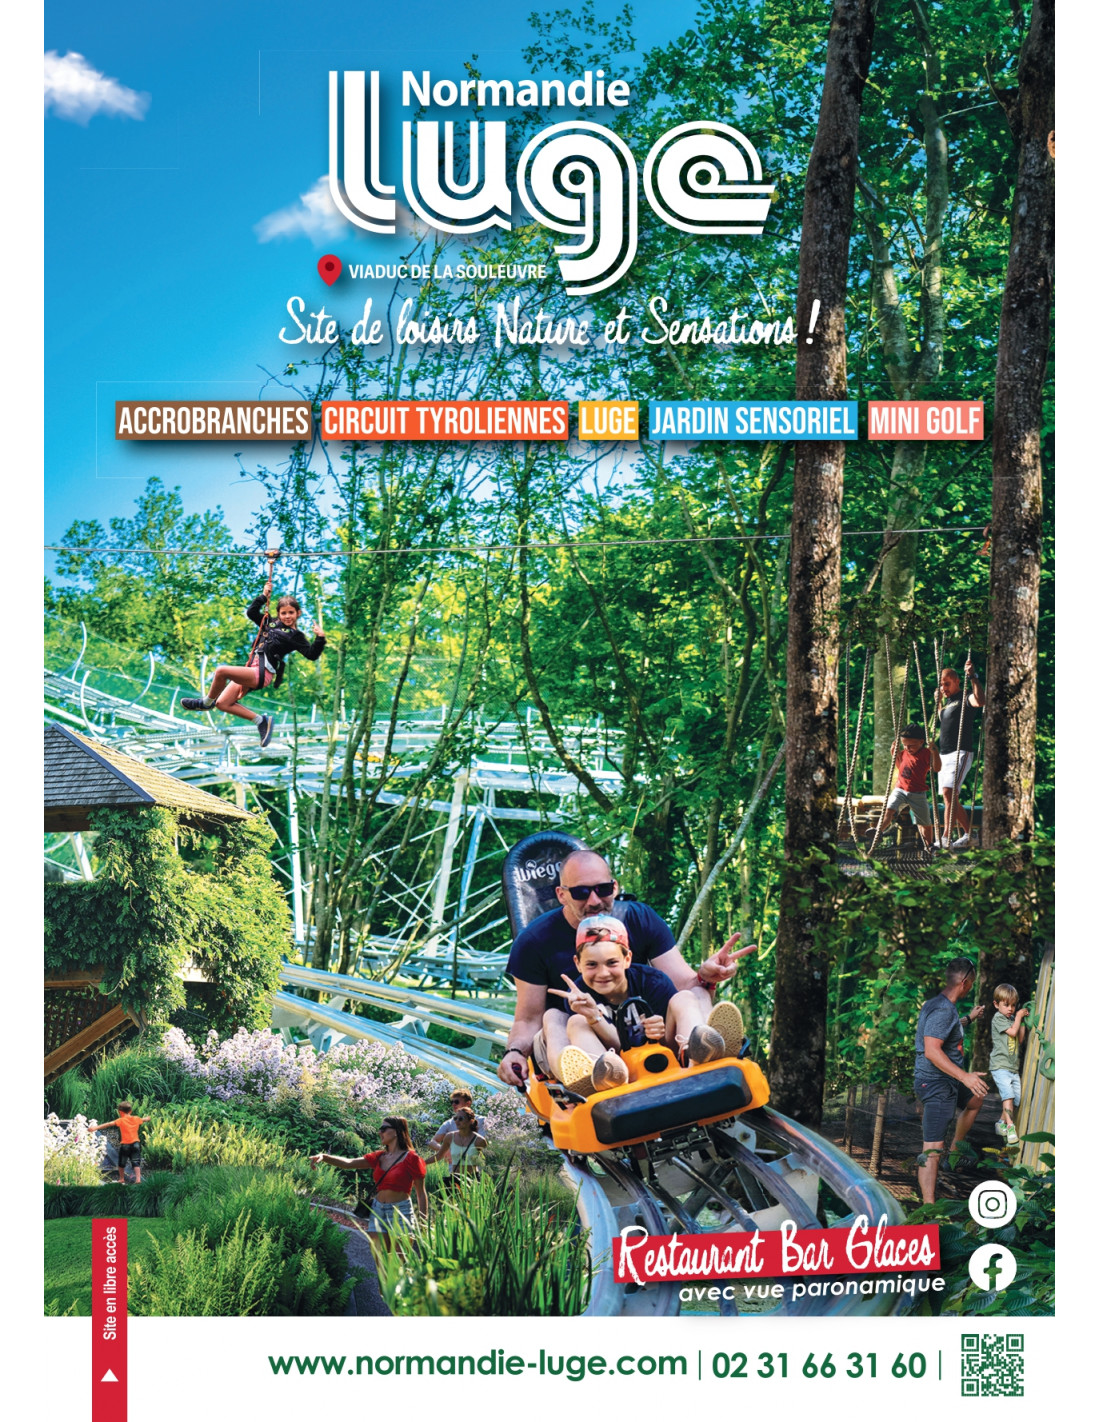 Normandie
luge
VIADUC DE LA SOULEUVRE
Site de loisirs Nature et Sensations !
ACCROBRANCHES CIRCUIT TYROLIENNES LUGE JARDIN SENSORIEL MINI GOLF
wiegand
Restaurant Bar Glaces
avec vue paronamique
Site en libre accès
www.normandie-luge.com | 02 31 66 31 60 |